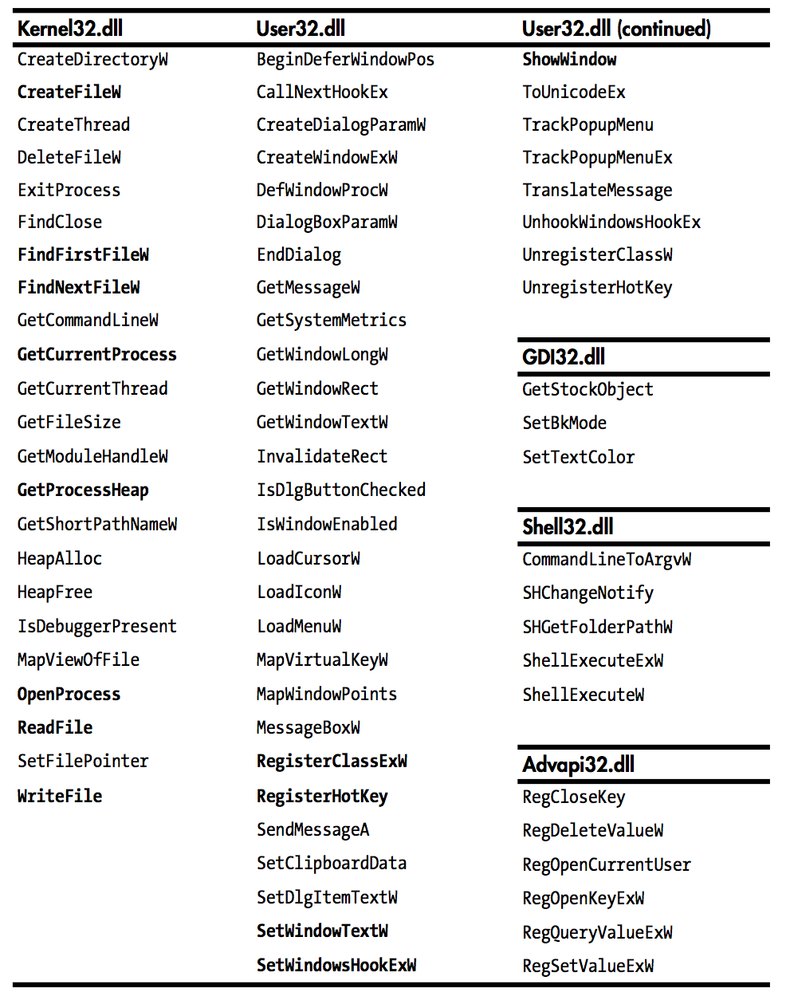 Kernel32.dll
CreateDirectoryW
CreateFileW
CreateThread
DeleteFileW
ExitProcess
FindClose
FindFirstFileW
FindNextFileW
GetCommandLineW
GetCurrentProcess
GetCurrentThread
GetFileSize
GetModuleHandleW
GetProcessHeap
GetShortPathNameW
HeapAlloc
HeapFree
IsDebuggerPresent
MapViewOfFile
OpenProcess
ReadFile
SetFilePointer
WriteFile
User32.dll
BeginDeferWindowPos
CallNextHookEx
CreateDialogParamW
CreateWindowExW
DefWindowProcW
DialogBoxParamW
EndDialog
GetMessageW
GetSystemMetrics
GetWindowLongW
GetWindowRect
GetWindowTextW
InvalidateRect
IsDlgButtonChecked
IsWindowEnabled
LoadCursorW
LoadIconW
LoadMenuW
MapVirtualKeyW
MapWindowPoints
MessageBoxW
RegisterClassExW
RegisterHotKey
SendMessageA
SetClipboardData
SetDlgItemTextW
SetWindowTextW
SetWindowsHookExW
User32.dll (continued)
ShowWindow
ToUnicodeEx
TrackPopupMenu
TrackPopupMenuEx
TranslateMessage
UnhookWindowsHookEx
UnregisterClassW
UnregisterHotKey
GDI32.dll
GetStockObject
SetBkMode
SetTextColor
Shell32.dll
CommandLineToArgvW
SHChangeNotify
SHGetFolderPathW
ShellExecuteExW
ShellExecuteW
Advapi32.dll
RegCloseKey
RegDeleteValueW
RegOpenCurrentUser
RegOpenKeyExW
RegQueryValueExW
RegSetValueExW